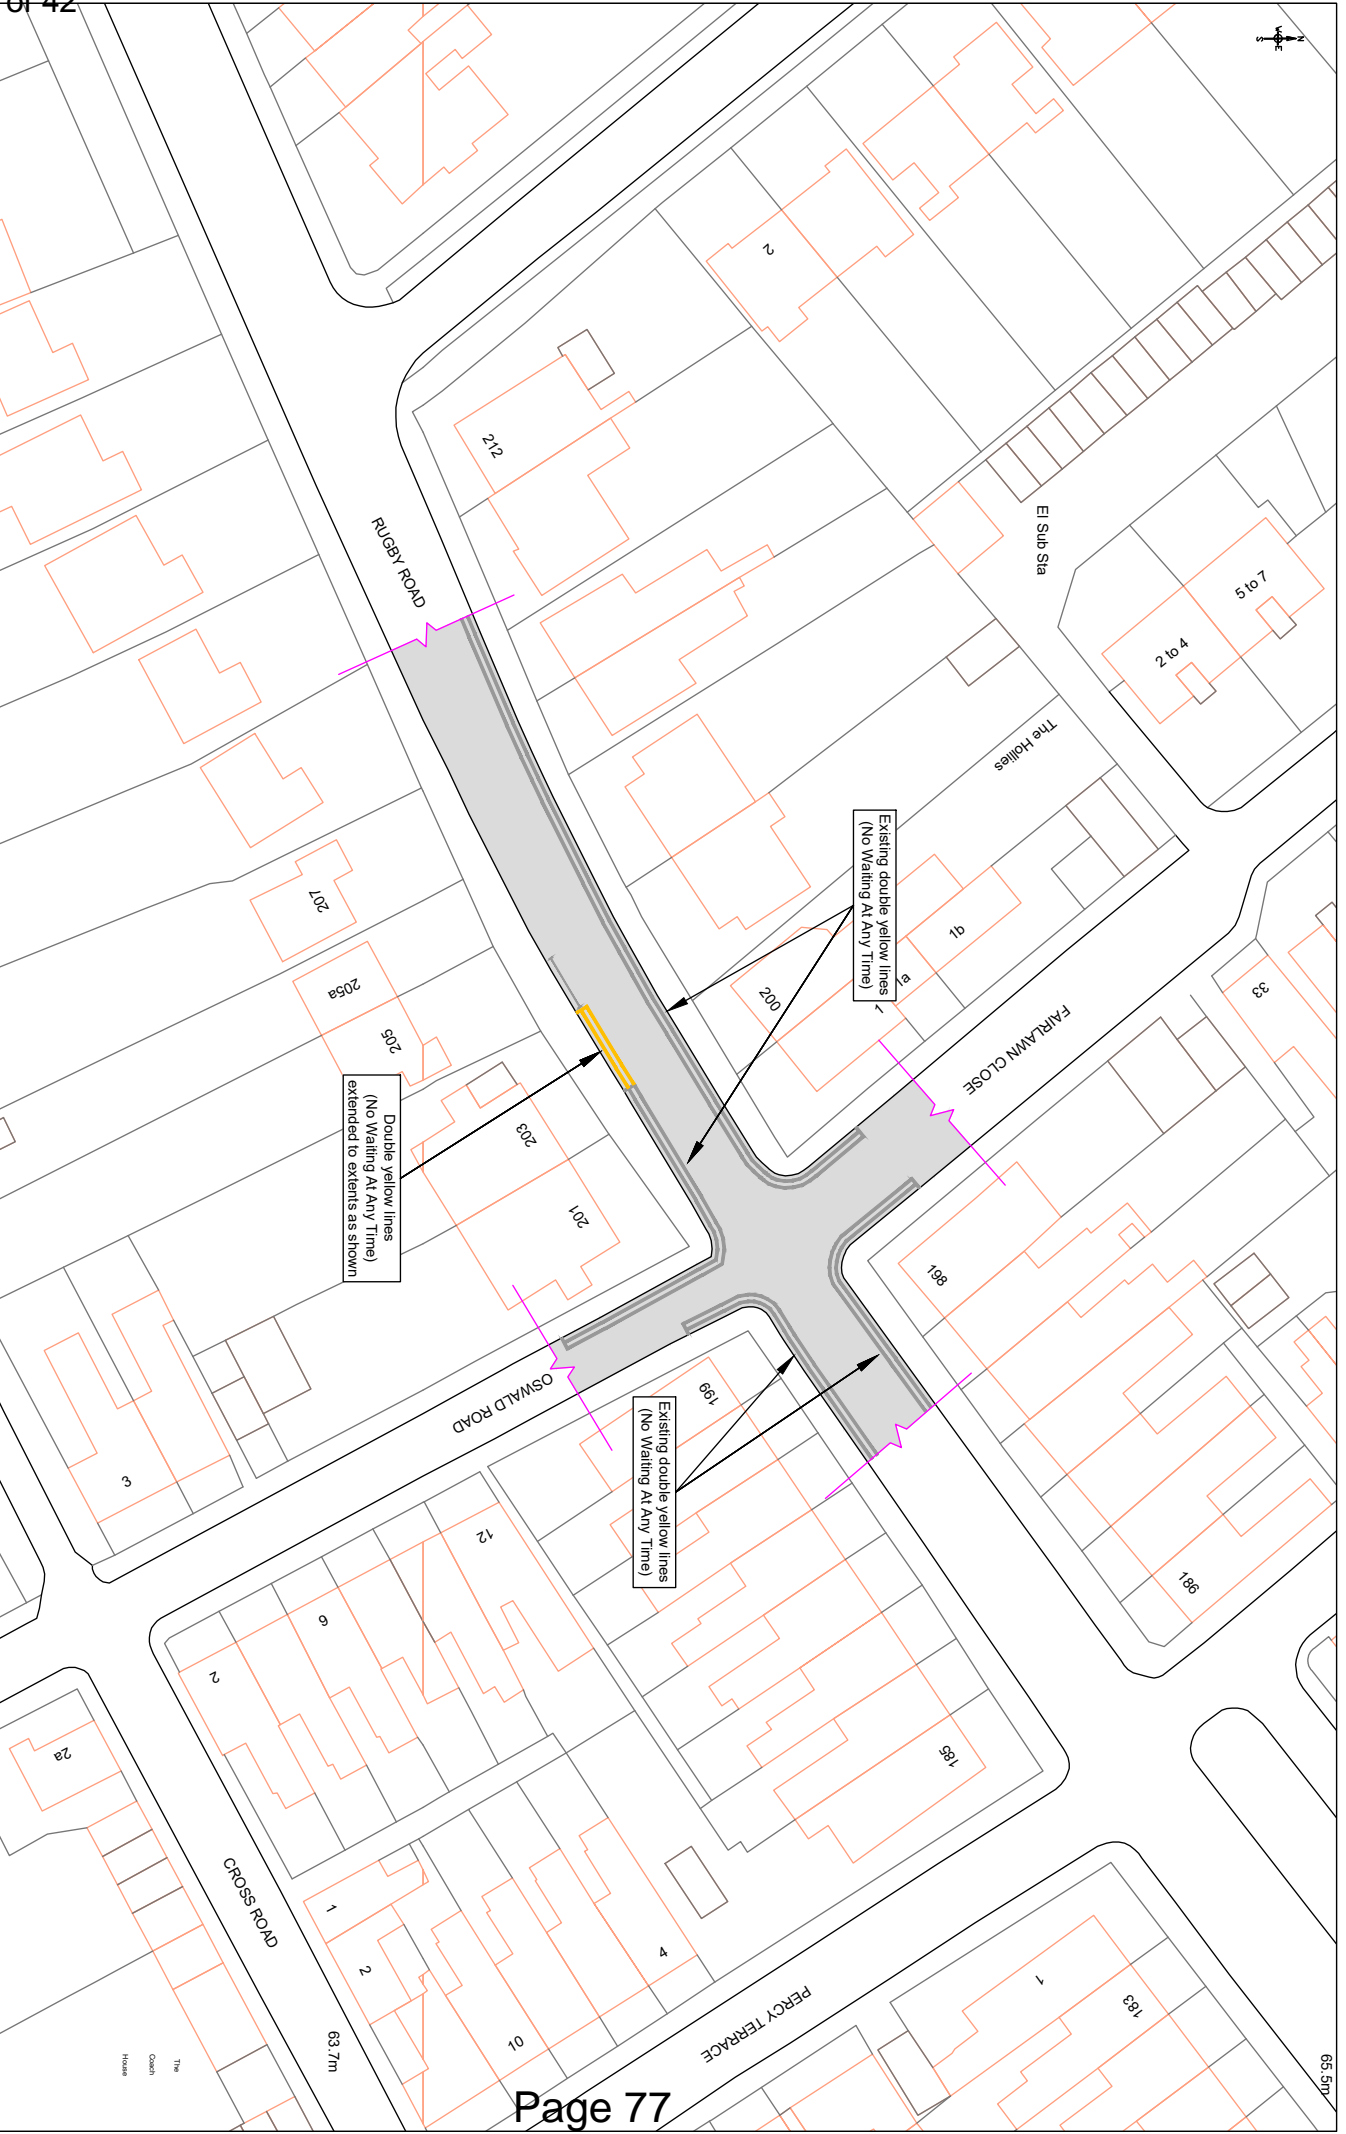 of 42
N
W E
S
2
212
El Sub Sta
5 to 7
2 to 4
RUGBY ROAD
The Hollies
Existing double yellow lines
(No Waiting At Any Time)
1b
1a
1
200
33
FAIRLAWN CLOSE
207
205a
205
203
201
Double yellow lines
(No Waiting At Any Time)
extended to extents as shown
198
199
OSWALD ROAD
Existing double yellow lines
(No Waiting At Any Time)
3
12
6
2
186
185
2a
CROSS ROAD
1
2
4
10
PERCY TERRACE
1
183
63.7m
65.5m
The
Coach
House
Page 77